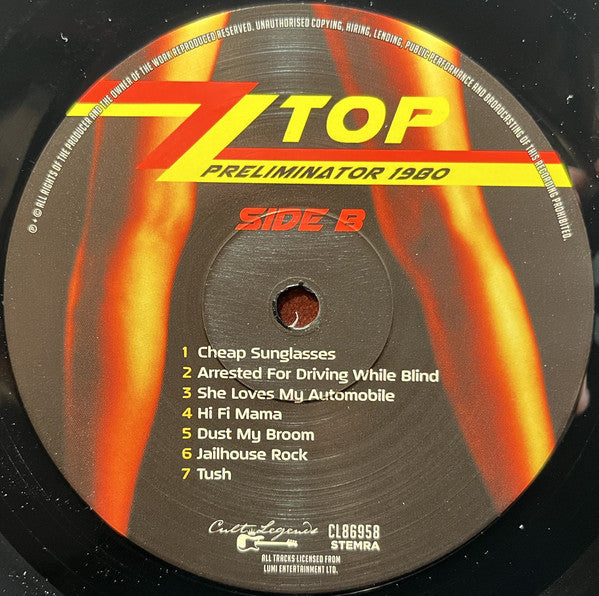 ℗ + © ALL RIGHTS OF THE PRODUCER AND THE OWNER OF THE WORK REPRODUCED RESERVED. UNAUTHORISED COPYING, HIRING, LENDING, PUBLIC PERFORMANCE AND BROADCASTING OF THIS RECORDING PROHIBITED.
ZZ TOP
PRELIMINATOR 1980
SIDE B
1 Cheap Sunglasses
2 Arrested For Driving While Blind
3 She Loves My Automobile
4 Hi Fi Mama
5 Dust My Broom
6 Jailhouse Rock
7 Tush
Cult Legends
CL86958
STEMRA
ALL TRACKS LICENSED FROM
LUMI ENTERTAINMENT LTD.